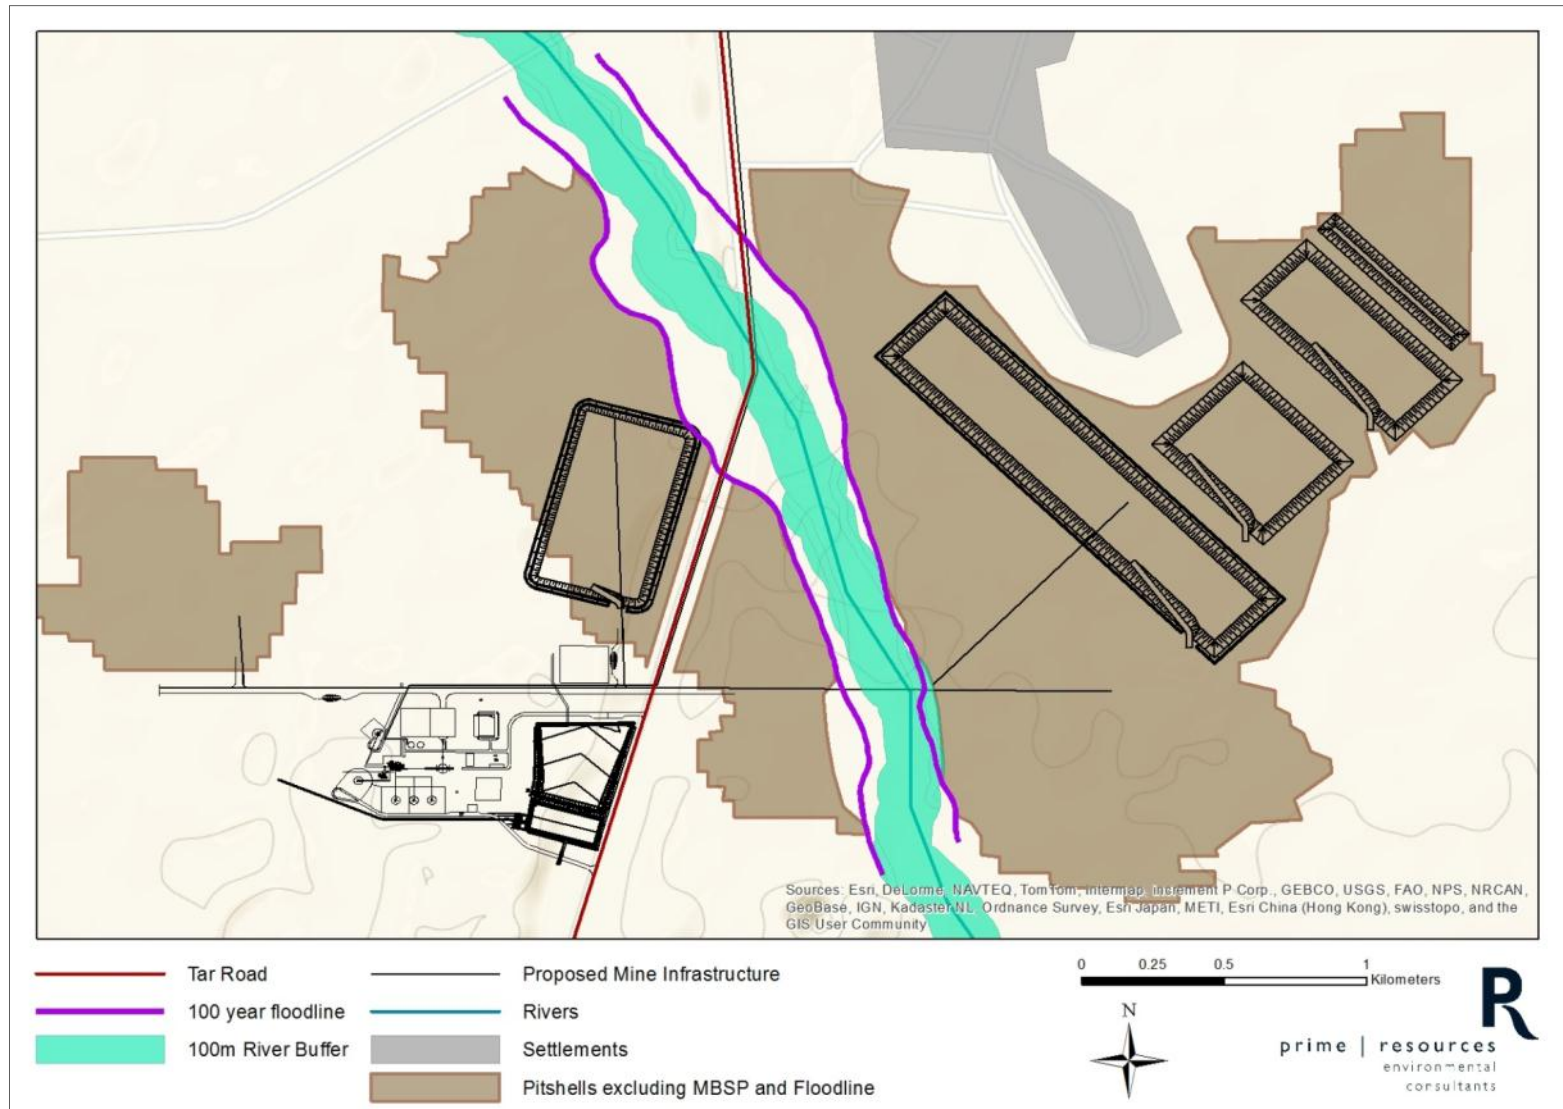 Sources: Esri, DeLorme, NAVTEQ, TomTom, Intermap, increment P Corp., GEBCO, USGS, FAO, NPS, NRCAN,
GeoBase, IGN, Kadaster NL, Ordnance Survey, Esri Japan, METI, Esri China (Hong Kong), swisstopo, and the
GIS User Community
Tar Road
100 year floodline
100m River Buffer
Proposed Mine Infrastructure
Rivers
Settlements
Pitshells excluding MBSP and Floodline
0 0.25 0.5 1
Kilometers
N
prime | resources
environmental
consultants